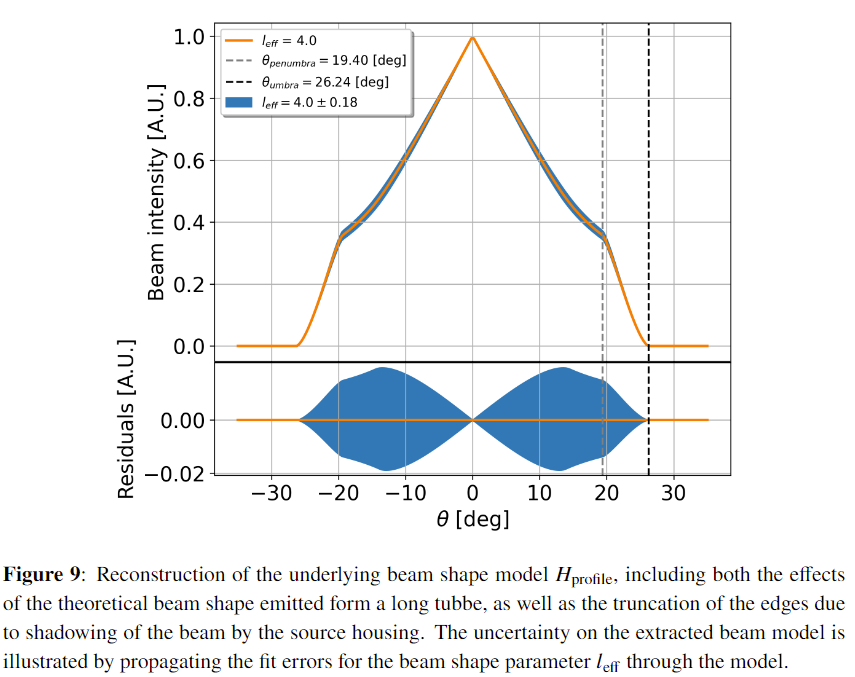 1.0
0.8
0.6
0.4
0.2
0.0
Beam intensity [A.U.]
l_eff = 4.0
θ_penumbra = 19.40 [deg]
θ_umbra = 26.24 [deg]
l_eff = 4.0 ± 0.18
0.00
−0.02
Residuals [A.U.]
−30 −20 −10 0 10 20 30
θ [deg]
Figure 9: Reconstruction of the underlying beam shape model H_profile, including both the effects
of the theoretical beam shape emitted form a long tubbe, as well as the truncation of the edges due
to shadowing of the beam by the source housing. The uncertainty on the extracted beam model is
illustrated by propagating the fit errors for the beam shape parameter l_eff through the model.